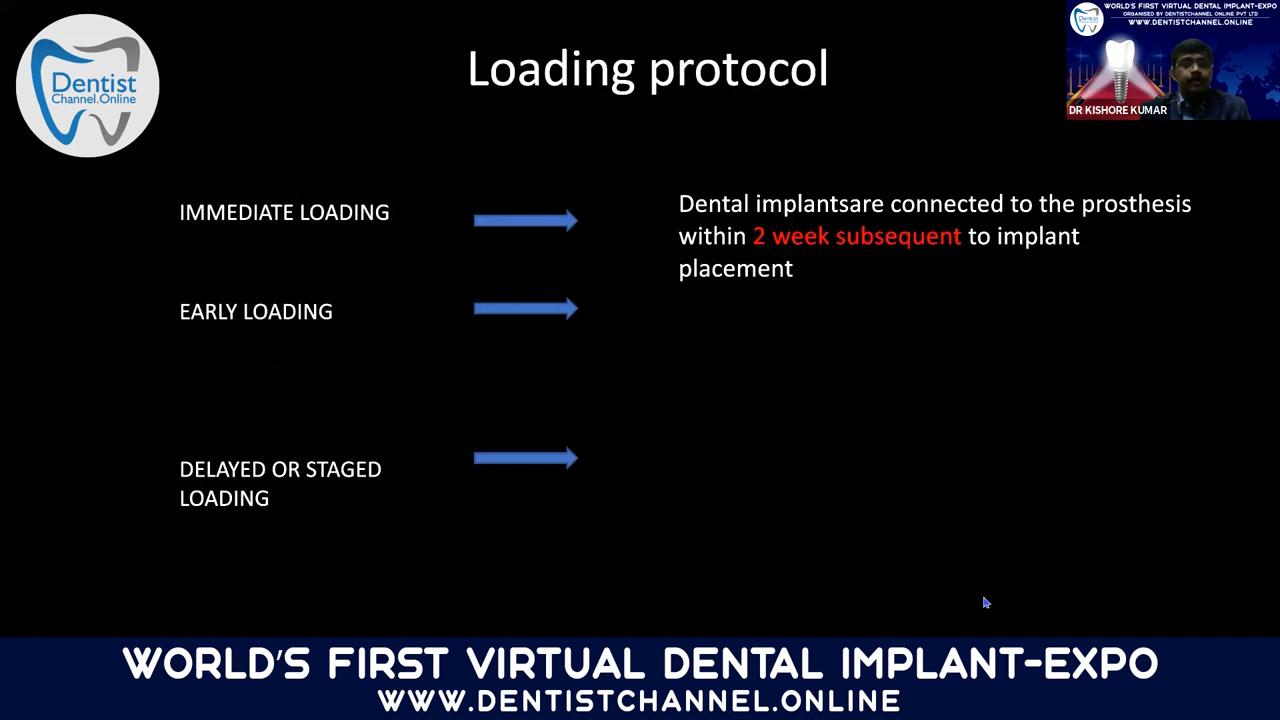 Dentist
Channel.Online
Loading protocol
WORLD'S FIRST VIRTUAL DENTAL IMPLANT-EXPO
ORGANISED BY DENTISTCHANNEL ONLINE PVT LTD
WWW.DENTISTCHANNEL.ONLINE
DR KISHORE KUMAR
IMMEDIATE LOADING
Dental implantsare connected to the prosthesis
within 2 week subsequent to implant
placement
EARLY LOADING
DELAYED OR STAGED
LOADING
WORLD'S FIRST VIRTUAL DENTAL IMPLANT-EXPO
WWW.DENTISTCHANNEL.ONLINE